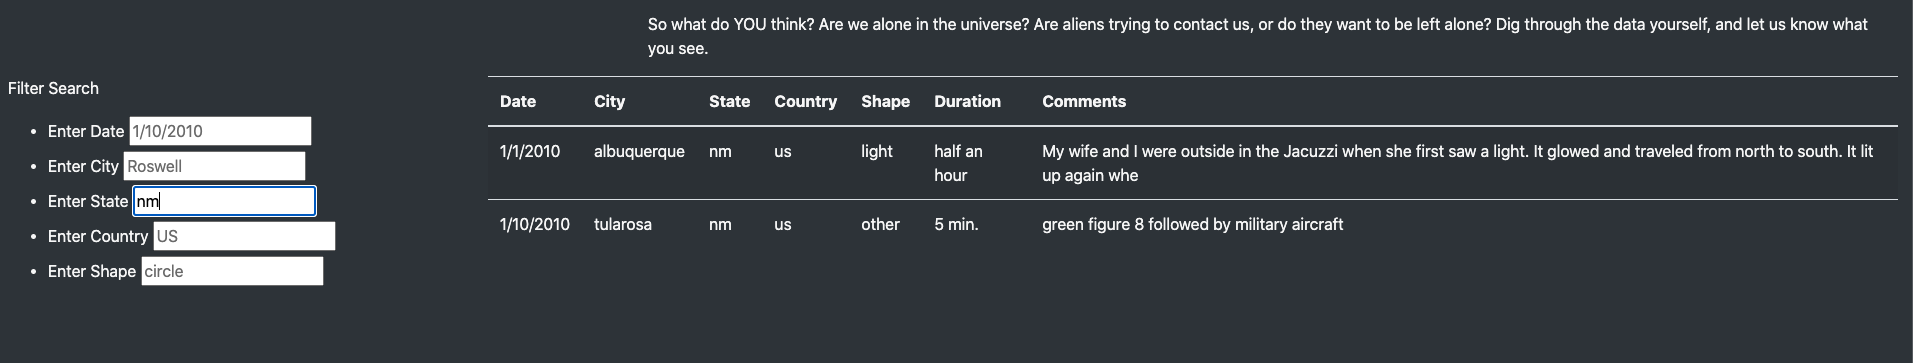 So what do YOU think? Are we alone in the universe? Are aliens trying to contact us, or do they want to be left alone? Dig through the data yourself, and let us know what
you see.
Filter Search
Enter Date 1/10/2010
Enter City Roswell
Enter State nm
Enter Country US
Enter Shape circle
Date City State Country Shape Duration Comments
1/1/2010 albuquerque nm us light half an My wife and I were outside in the Jacuzzi when she first saw a light. It glowed and traveled from north to south. It lit
hour up again whe
1/10/2010 tularosa nm us other 5 min. green figure 8 followed by military aircraft